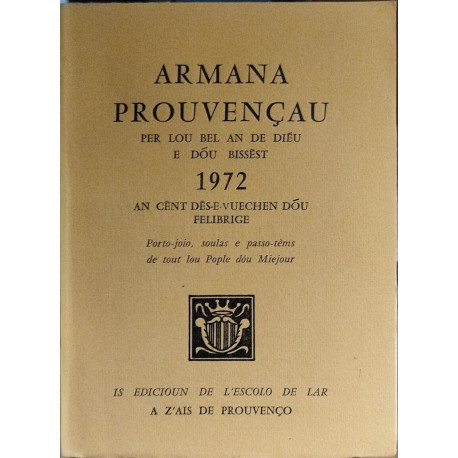 ARMANA
PROUVENÇAU
PER LOU BEL AN DE DIÉU
E DÓU BISSÈST
1972
AN CÈNT DÈS-E-VUECHEN DÓU
FELIBRIGE
Porto-joio, soulas e passo-tèms
de tout lou Pople dóu Miejour
IS EDICIOUN DE L'ESCOLO DE LAR
A Z'AIS DE PROUVENÇO